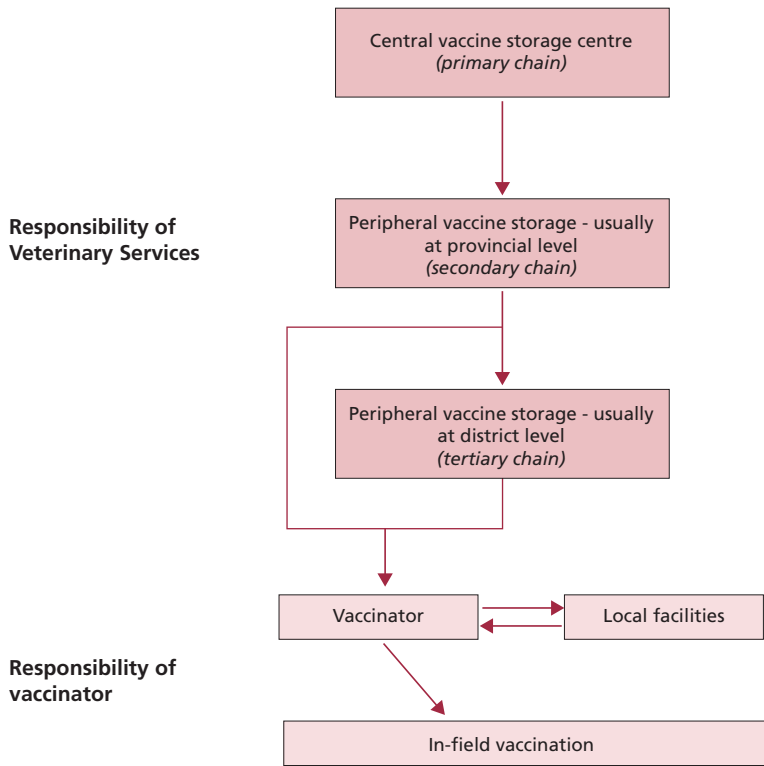 Central vaccine storage centre
(primary chain)
Responsibility of
Veterinary Services
Peripheral vaccine storage - usually
at provincial level
(secondary chain)
Peripheral vaccine storage - usually
at district level
(tertiary chain)
Vaccinator
Local facilities
Responsibility of
vaccinator
In-field vaccination